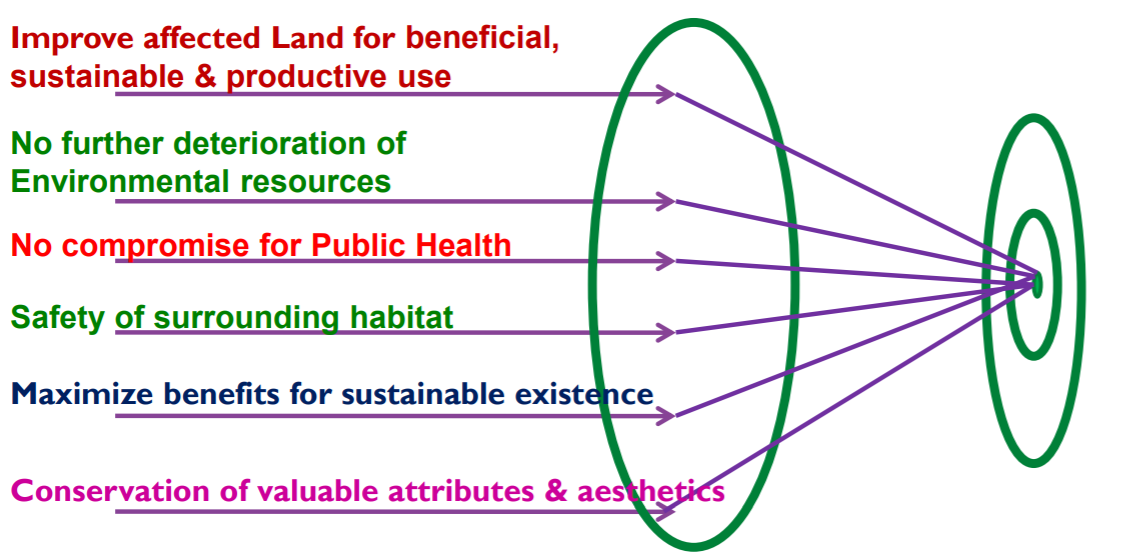 Improve affected Land for beneficial,
sustainable & productive use
No further deterioration of
Environmental resources
No compromise for Public Health
Safety of surrounding habitat
Maximize benefits for sustainable existence
Conservation of valuable attributes & aesthetics